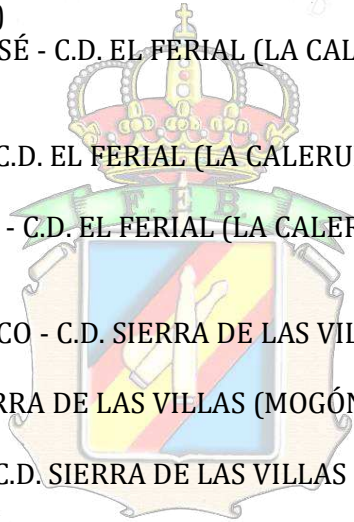 )
SÉ - C.D. EL FERIAL (LA CAL
C.D. EL FERIAL (LA CALERU
F. E. B.
- C.D. EL FERIAL (LA CALER
CO - C.D. SIERRA DE LAS VIL
RRA DE LAS VILLAS (MOGÓN
C.D. SIERRA DE LAS VILLAS